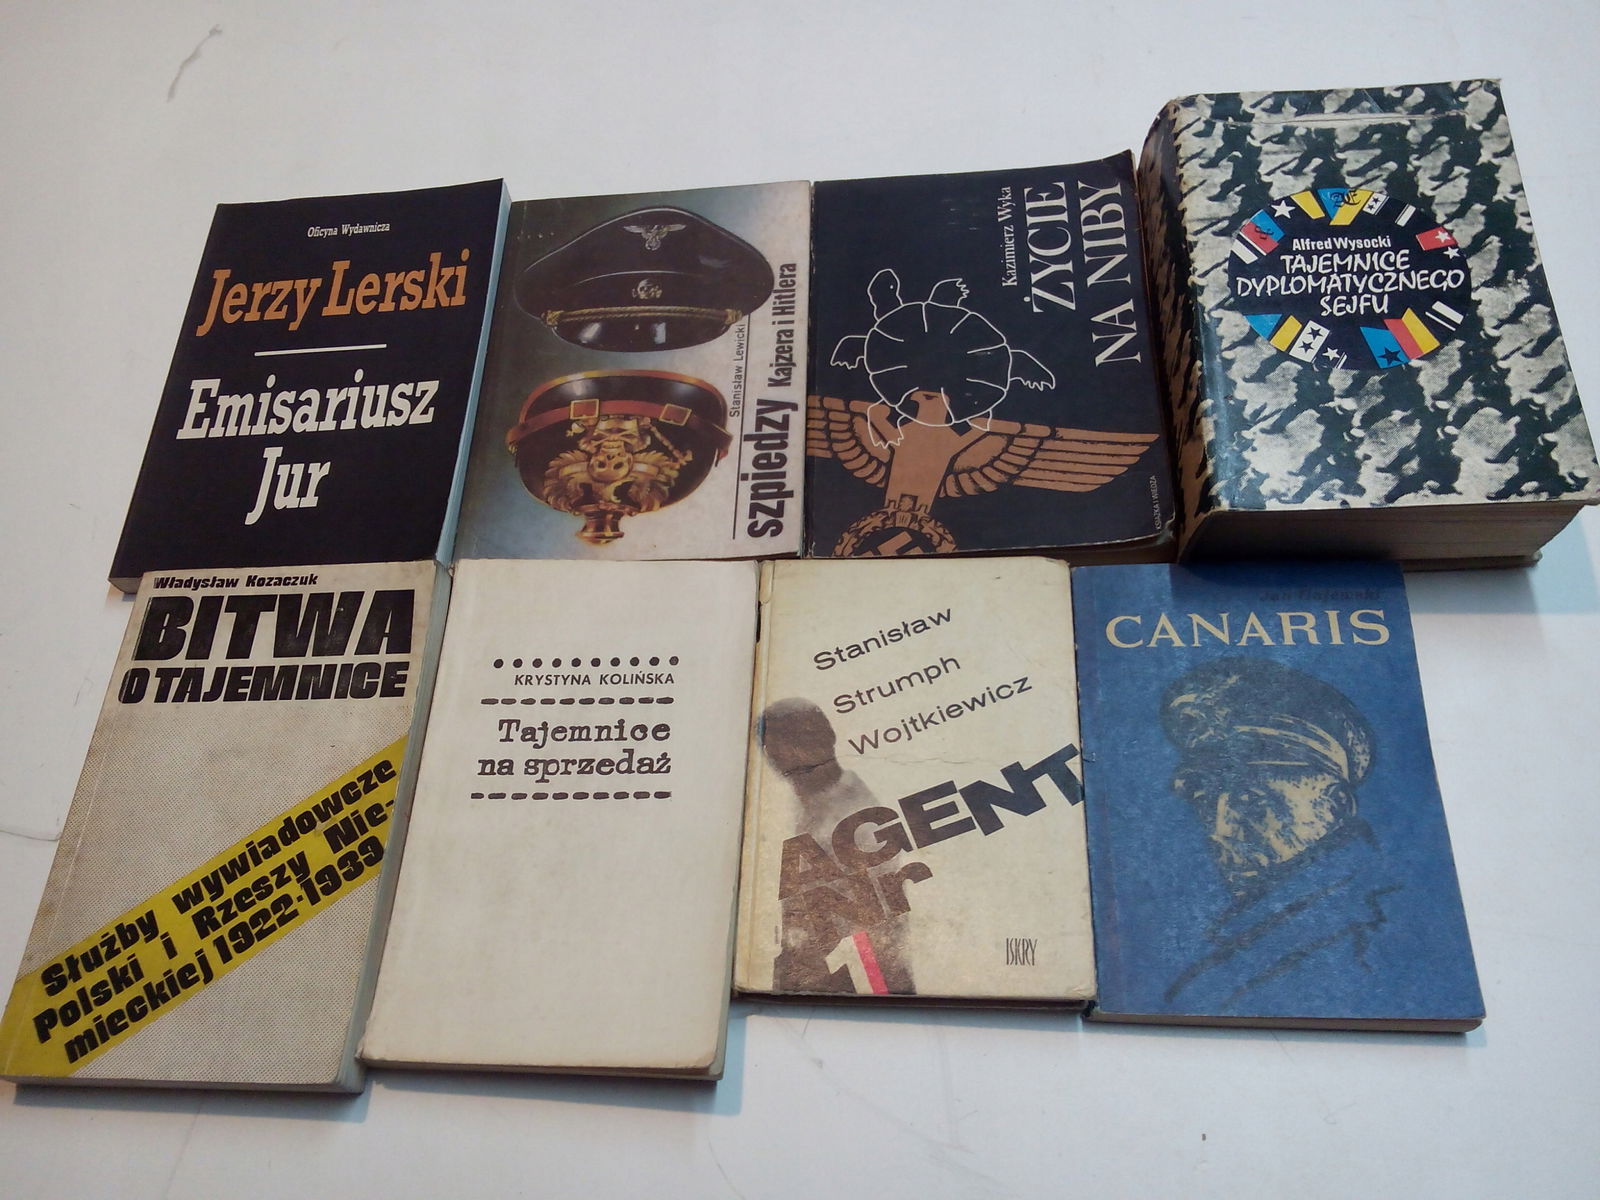 Oficyna Wydawnicza
Jerzy Lerski
Emisariusz
Jur
Stanisław Lewicki
szpiedzy Kajzera i Hitlera
Kazimierz Wyka
ŻYCIE
NA NIBY
KSIĄŻKA I WIEDZA
Alfred Wysocki
TAJEMNICE
DYPLOMATYCZNEGO
SEJFU
Władysław Kozaczuk
BITWA
O TAJEMNICE
Służby wywiadowcze
Polski i Rzeszy Nie-
mieckiej 1922-1939
KRYSTYNA KOLIŃSKA
Tajemnice
na sprzedaż
Stanisław
Strumph
Wojtkiewicz
AGENT
Nr
1
ISKRY
CANARIS